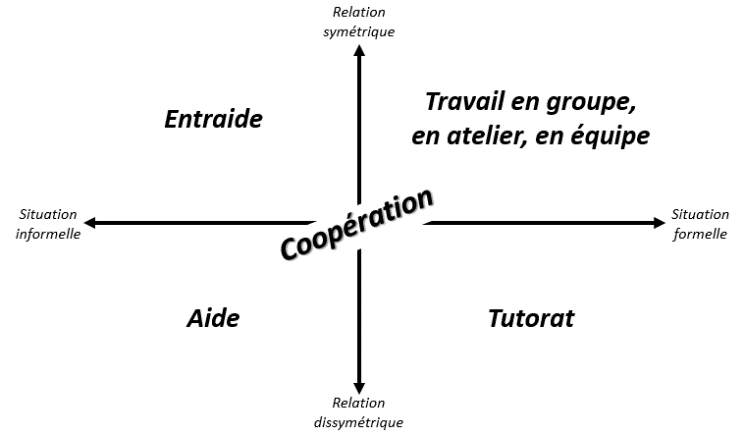 Relation
symétrique
Entraide
Travail en groupe,
en atelier, en équipe
Situation
informelle
Coopération
Situation
formelle
Aide
Tutorat
Relation
dissymétrique